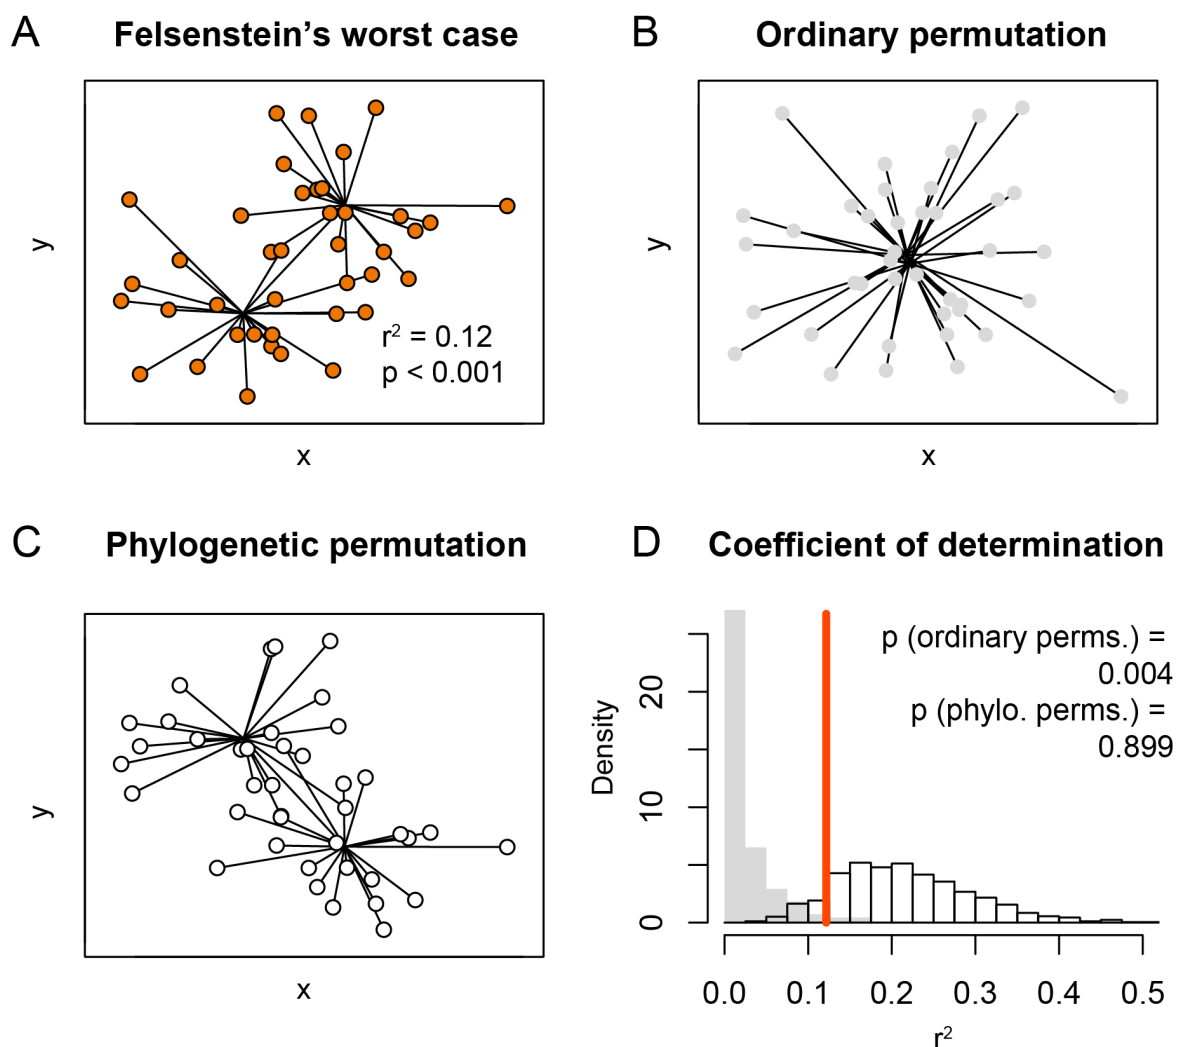 A Felsenstein’s worst case
y
r² = 0.12
p < 0.001
x
B Ordinary permutation
y
x
C Phylogenetic permutation
y
x
D Coefficient of determination
Density
20
10
0
p (ordinary perms.) =
0.004
p (phylo. perms.) =
0.899
0.0 0.1 0.2 0.3 0.4 0.5
r²